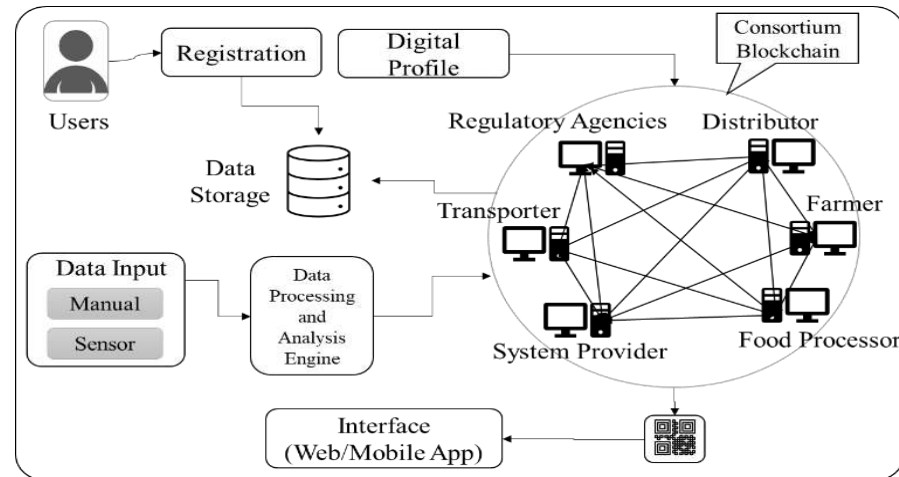 Users
Registration
Digital
Profile
Consortium
Blockchain
Data
Storage
Regulatory Agencies
Distributor
Transporter
Farmer
System Provider
Food Processor
Data Input
Manual
Sensor
Data
Processing
and
Analysis
Engine
Interface
(Web/Mobile App)